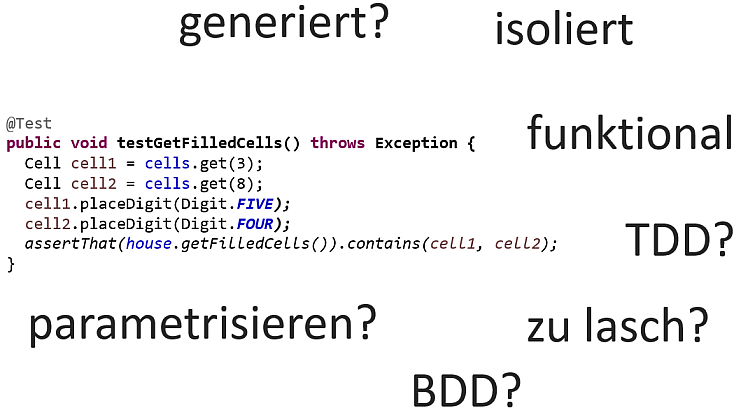 generiert?
isoliert
@Test
public void testGetFilledCells() throws Exception {
funktional
Cell cell1 = cells.get(3);
Cell cell2 = cells.get(8);
cell1.placeDigit(Digit.FIVE);
cell2.placeDigit(Digit.FOUR);
assertThat(house.getFilledCells()).contains(cell1, cell2);
TDD?
}
parametrisieren?
zu lasch?
BDD?